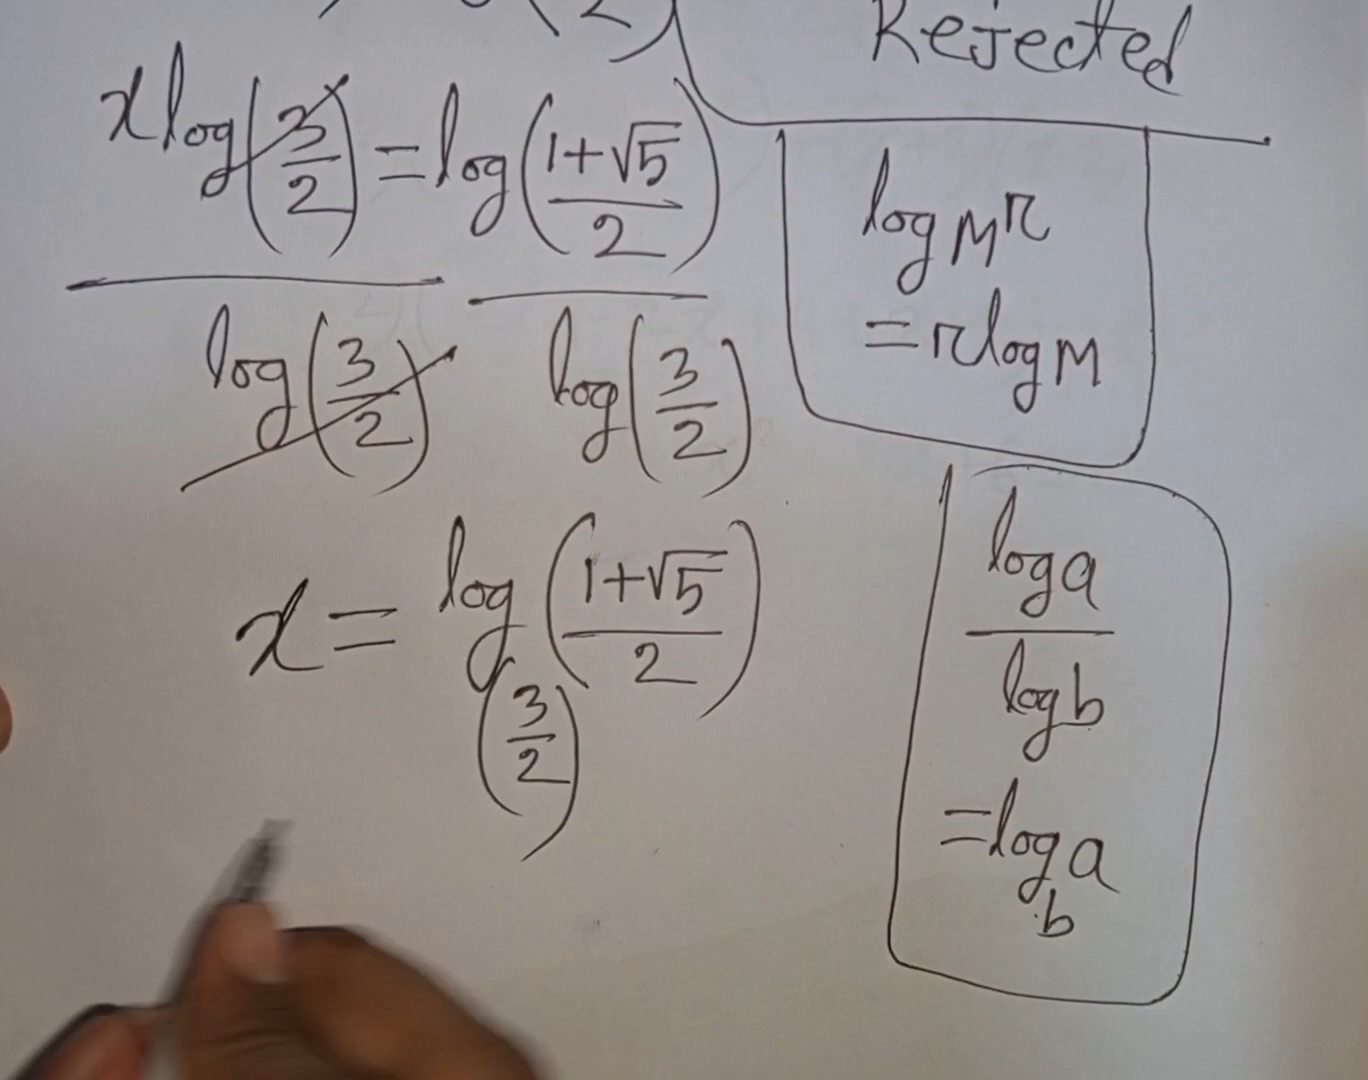 Rejected
x log(3/2) = log((1+√5)/2)
log(3/2) log(3/2)
x = log_(3/2) ((1+√5)/2)
log M^r
= r log M
log a
log b
= log_b a